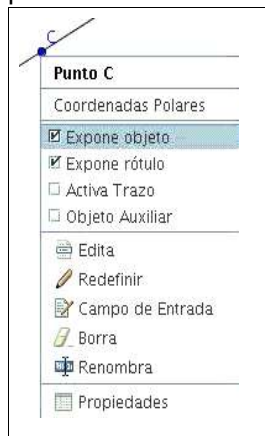 C
Punto C
Coordenadas Polares
Expone objeto
Expone rótulo
Activa Trazo
Objeto Auxiliar
Edita
Redefinir
Campo de Entrada
Borra
Renombra
Propiedades